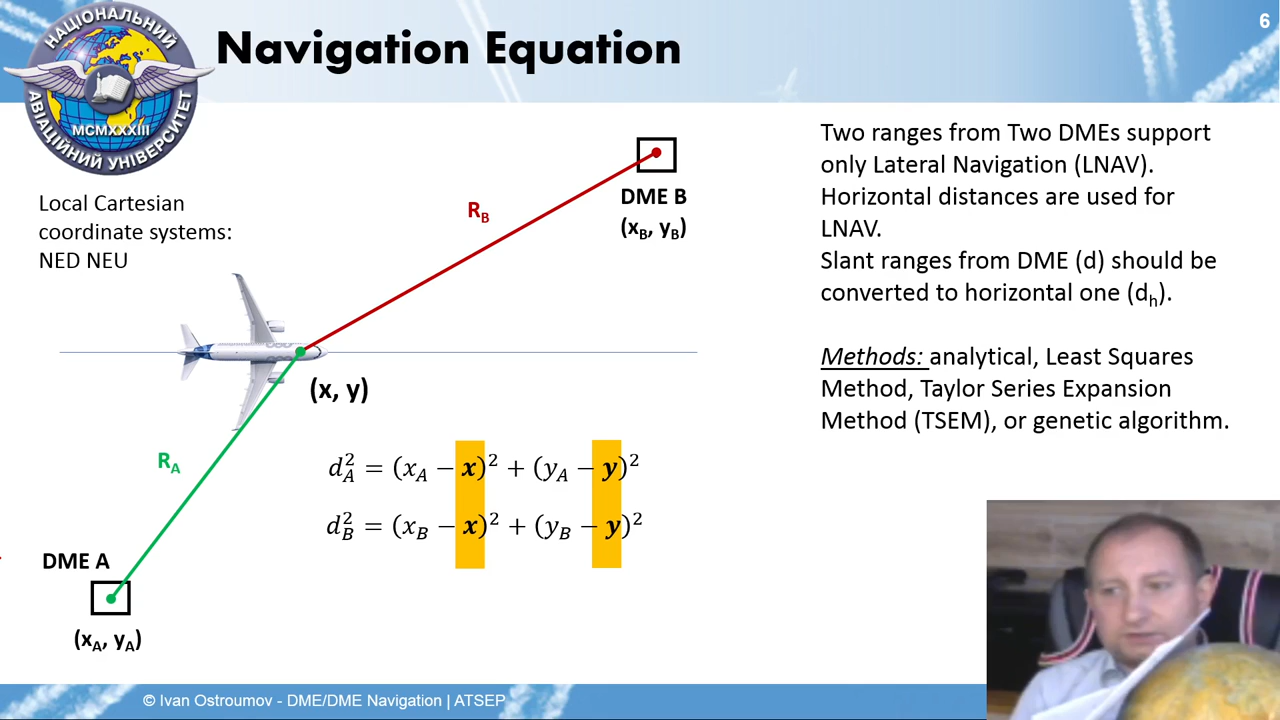 Navigation Equation
6
НАЦІОНАЛЬНИЙ
MCMXXXIII
АВІАЦІЙНИЙ УНІВЕРСИТЕТ
Local Cartesian
coordinate systems:
NED NEU
R_B
DME B
(x_B, y_B)
(x, y)
R_A
d_A^2 = (x_A − x)^2 + (y_A − y)^2
d_B^2 = (x_B − x)^2 + (y_B − y)^2
DME A
(x_A, y_A)
Two ranges from Two DMEs support
only Lateral Navigation (LNAV).
Horizontal distances are used for
LNAV.
Slant ranges from DME (d) should be
converted to horizontal one (d_h).
Methods: analytical, Least Squares
Method, Taylor Series Expansion
Method (TSEM), or genetic algorithm.
© Ivan Ostroumov - DME/DME Navigation | ATSEP